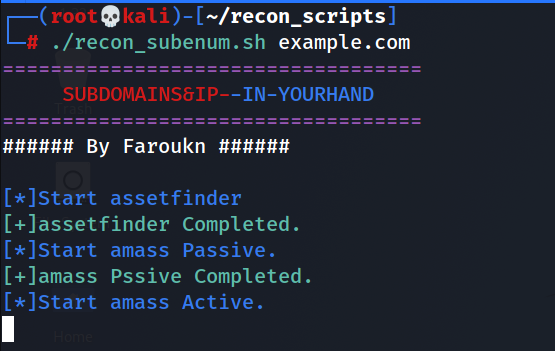 ┌──(root💀kali)-[~/recon_scripts]
└─# ./recon_subenum.sh example.com
===================================
SUBDOMAINS&IP--IN-YOURHAND
===================================
###### By Faroukn ######
[*]Start assetfinder
[+]assetfinder Completed.
[*]Start amass Passive.
[+]amass Pssive Completed.
[*]Start amass Active.
Trash
Home